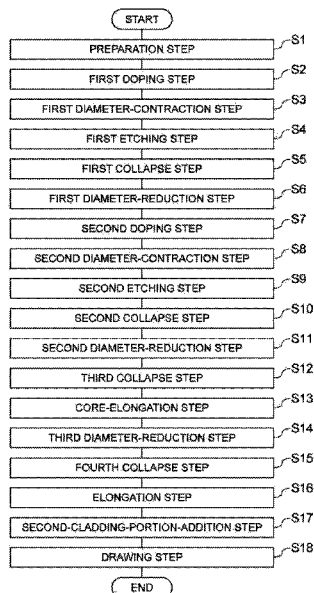 START
PREPARATION STEP S1
FIRST DOPING STEP S2
FIRST DIAMETER-CONTRACTION STEP S3
FIRST ETCHING STEP S4
FIRST COLLAPSE STEP S5
FIRST DIAMETER-REDUCTION STEP S6
SECOND DOPING STEP S7
SECOND DIAMETER-CONTRACTION STEP S8
SECOND ETCHING STEP S9
SECOND COLLAPSE STEP S10
SECOND DIAMETER-REDUCTION STEP S11
THIRD COLLAPSE STEP S12
CORE-ELONGATION STEP S13
THIRD DIAMETER-REDUCTION STEP S14
FOURTH COLLAPSE STEP S15
ELONGATION STEP S16
SECOND-CLADDING-PORTION-ADDITION STEP S17
DRAWING STEP S18
END